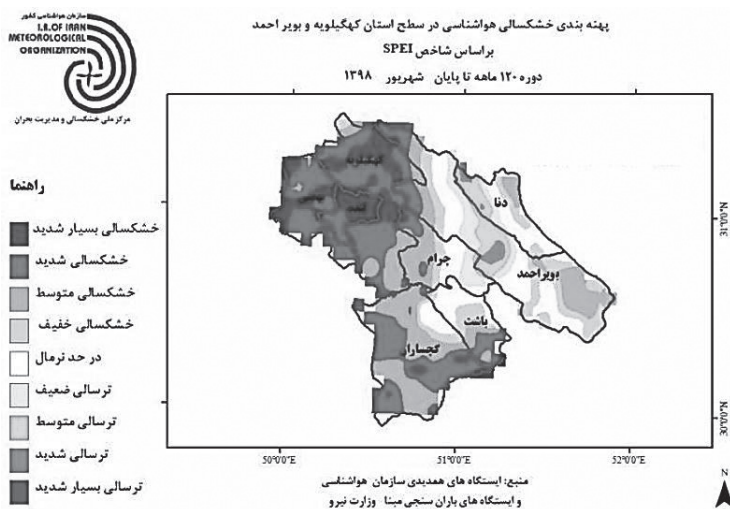 سازمان هواشناسی کشور
I.R.OF IRAN
METEOROLOGICAL
ORGANIZATION
مرکز ملی خشکسالی و مدیریت بحران
پهنه بندی خشکسالی هواشناسی در سطح استان کهگیلویه و بویر احمد
براساس شاخص SPEI
دوره ۱۲۰ ماهه تا پایان شهریور ۱۳۹۸
راهنما
خشکسالی بسیار شدید
خشکسالی شدید
خشکسالی متوسط
خشکسالی خفیف
در حد نرمال
ترسالی ضعیف
ترسالی متوسط
ترسالی شدید
ترسالی بسیار شدید
کهگیلویه
دنا
چرام
بویراحمد
باشت
گچساران
31°0'0"N
30°0'0"N
50°0'0"E
51°0'0"E
52°0'0"E
منبع: ایستگاه های همدیدی سازمان هواشناسی
و ایستگاه های باران سنجی مبنا وزارت نیرو
N